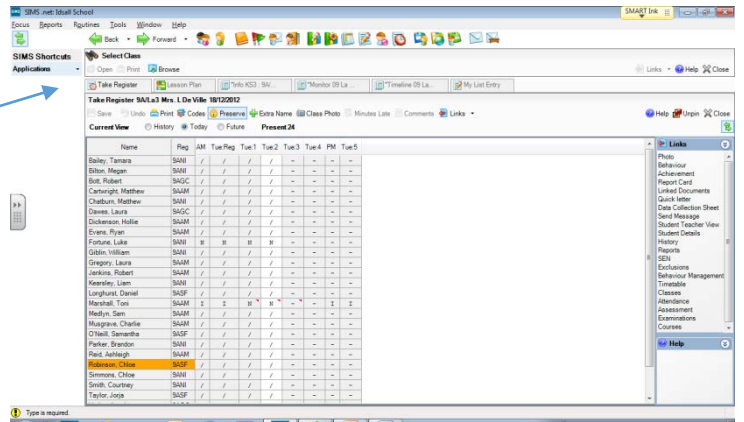 SIMS .net: Idsall School
SMART Ink
Focus Reports Routines Tools Window Help
Back Forward
SIMS Shortcuts
Applications
Select Class
Open Print Browse
Links Help Close
Take Register Lesson Plan *Info KS3 : 9A/... *Monitor 09 La ... *Timeline 09 La... My List Entry
Take Register 9A/La3 Mrs. L De Ville 18/12/2012
Save Undo Print Codes Preserve Extra Name Class Photo Minutes Late Comments Links
Help Unpin Close
Current View History Today Future Present 24
Name Reg AM Tue:Reg Tue:1 Tue:2 Tue:3 Tue:4 PM Tue:5
Bailey, Tamara 9ANI / / / / - - - -
Bilton, Megan 9ANI / / / / - - - -
Bott, Robert 9AGC / / / / - - - -
Cartwright, Matthew 9AAM / / / / - - - -
Chatburn, Matthew 9ANI / / / / - - - -
Dawes, Laura 9AGC / / / / - - - -
Dickenson, Hollie 9AAM / / / / - - - -
Evans, Ryan 9AAM / / / / - - - -
Fortune, Luke 9ANI N N N N - - - -
Giblin, William 9ANI / / / / - - - -
Gregory, Laura 9AAM / / / / - - - -
Jenkins, Robert 9AAM / / / / - - - -
Kearsley, Liam 9ANI / / / / - - - -
Longhurst, Daniel 9ASF / / / / - - - -
Marshall, Toni 9AAM I I N N - - I I
Medlyn, Sam 9AAM / / / / - - - -
Musgrave, Charlie 9AAM / / / / - - - -
O'Neill, Samantha 9ASF / / / / - - - -
Parker, Brandon 9ANI / / / / - - - -
Reid, Ashleigh 9AAM / / / / - - - -
Robinson, Chloe 9ASF / / / / - - - -
Simmons, Chloe 9ANI / / / / - - - -
Smith, Courtney 9ANI / / / / - - - -
Taylor, Jorja 9ASF / / / / - - - -
Links
Photo
Behaviour
Achievement
Report Card
Linked Documents
Quick letter
Data Collection Sheet
Send Message
Student Teacher View
Student Details
History
Reports
SEN
Exclusions
Behaviour Management
Timetable
Classes
Attendance
Assessment
Examinations
Courses
Help
Type is required.